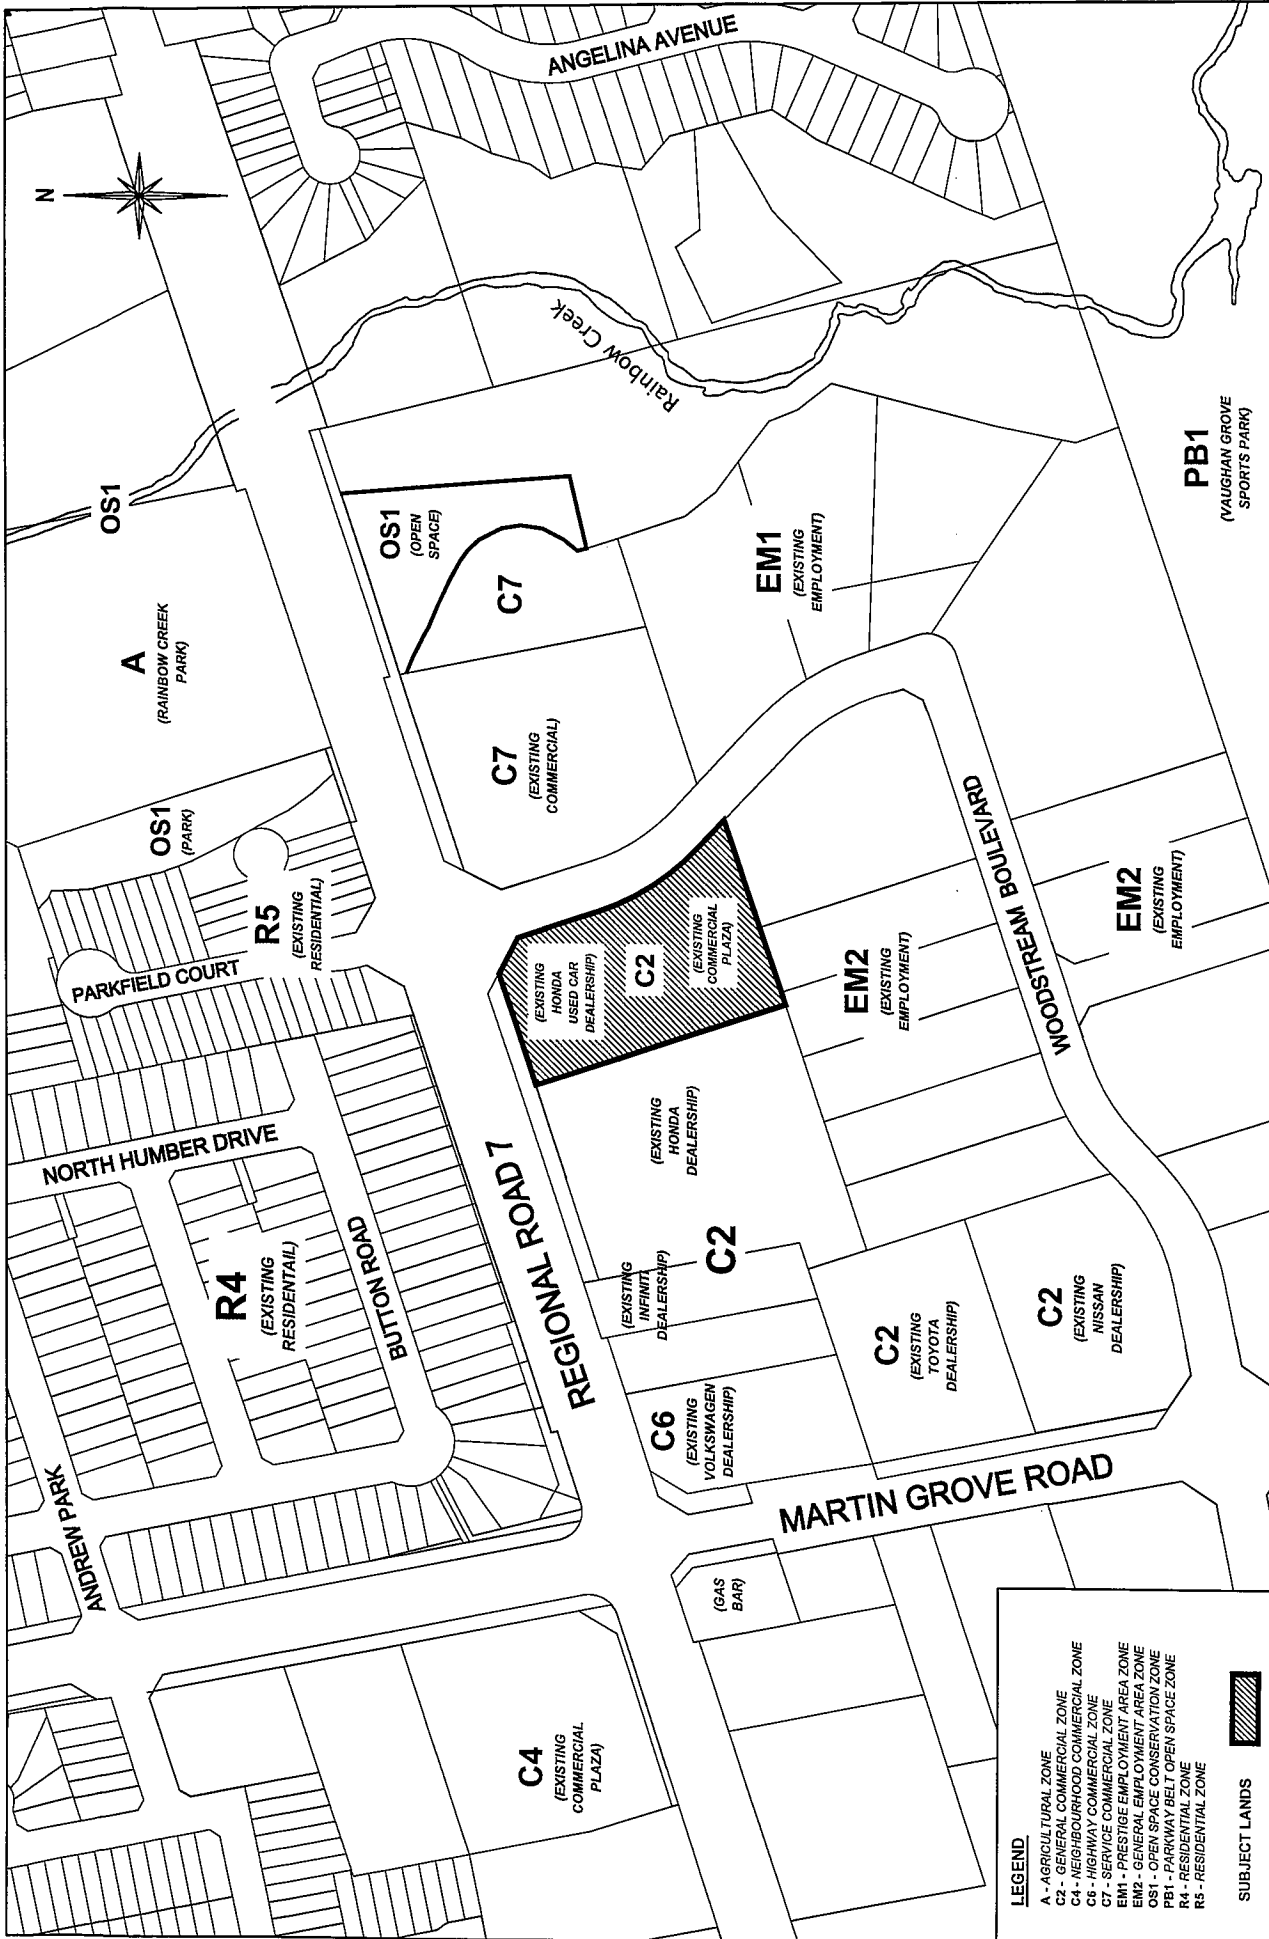 N
ANGELINA AVENUE
Rainbow Creek
OS1
A
(RAINBOW CREEK
PARK)
OS1
(PARK)
R5
(EXISTING
RESIDENTIAL)
PARKFIELD COURT
NORTH HUMBER DRIVE
R4
(EXISTING
RESIDENTAIL)
BUTTON ROAD
ANDREW PARK
REGIONAL ROAD 7
OS1
(OPEN
SPACE)
C7
C7
(EXISTING
COMMERCIAL)
EM1
(EXISTING
EMPLOYMENT)
PB1
(VAUGHAN GROVE
SPORTS PARK)
(EXISTING
HONDA
USED CAR
DEALERSHIP)
C2
(EXISTING
COMMERCIAL
PLAZA)
EM2
(EXISTING
EMPLOYMENT)
WOODSTREAM BOULEVARD
EM2
(EXISTING
EMPLOYMENT)
(EXISTING
HONDA
DEALERSHIP)
C2
(EXISTING
INFINITI
DEALERSHIP)
C6
(EXISTING
VOLKSWAGEN
DEALERSHIP)
C2
(EXISTING
TOYOTA
DEALERSHIP)
C2
(EXISTING
NISSAN
DEALERSHIP)
MARTIN GROVE ROAD
(GAS
BAR)
C4
(EXISTING
COMMERCIAL
PLAZA)
LEGEND
A - AGRICULTURAL ZONE
C2 - GENERAL COMMERCIAL ZONE
C4 - NEIGHBOURHOOD COMMERCIAL ZONE
C6 - HIGHWAY COMMERCIAL ZONE
C7 - SERVICE COMMERCIAL ZONE
EM1 - PRESTIGE EMPLOYMENT AREA ZONE
EM2 - GENERAL EMPLOYMENT AREA ZONE
OS1 - OPEN SPACE CONSERVATION ZONE
PB1 - PARKWAY BELT OPEN SPACE ZONE
R4 - RESIDENTIAL ZONE
R5 - RESIDENTIAL ZONE
SUBJECT LANDS